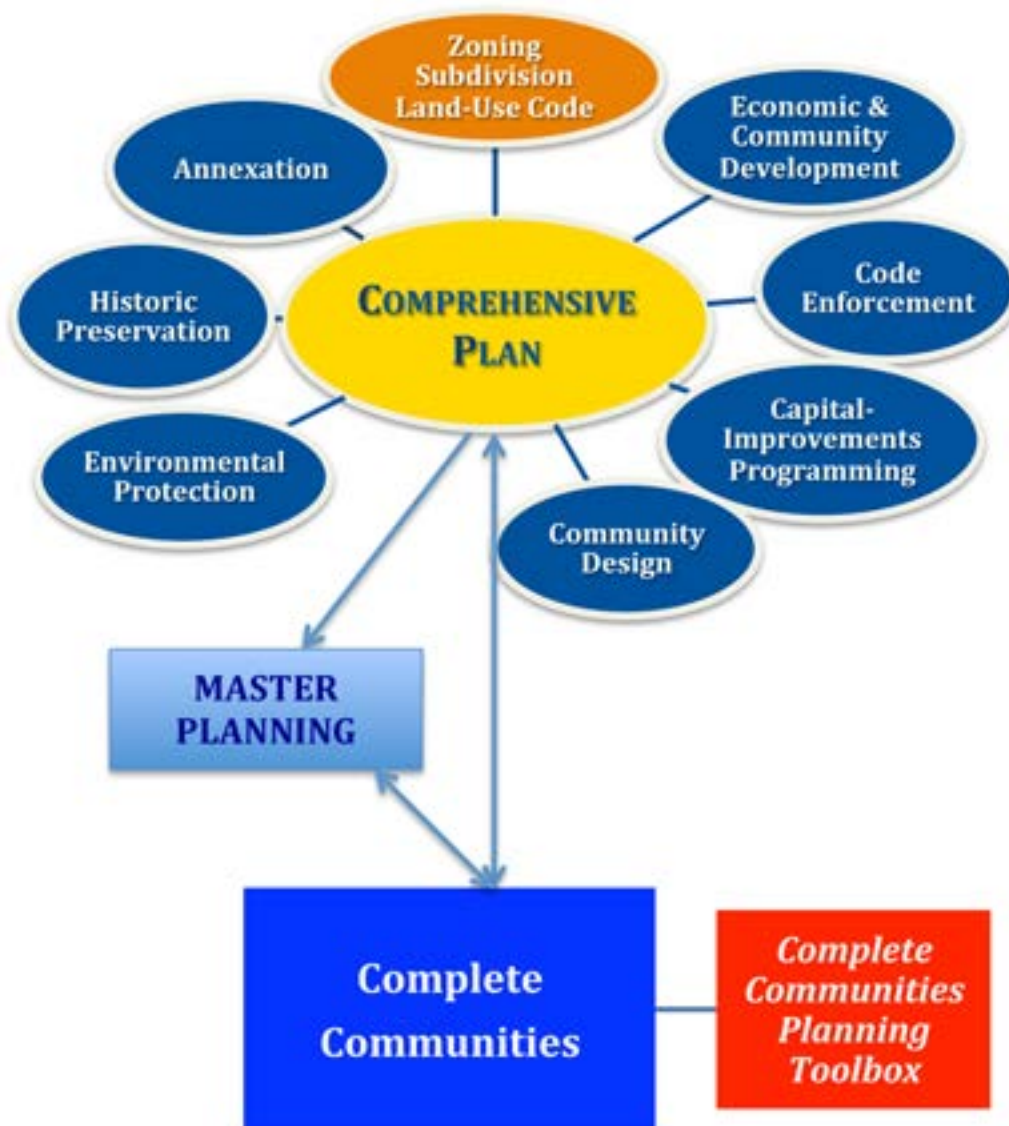 Zoning
Subdivision
Land-Use Code
Economic &
Community
Development
Annexation
Code
Enforcement
Historic
Preservation
COMPREHENSIVE
PLAN
Capital-
Improvements
Programming
Environmental
Protection
Community
Design
MASTER
PLANNING
Complete
Communities
Complete
Communities
Planning
Toolbox